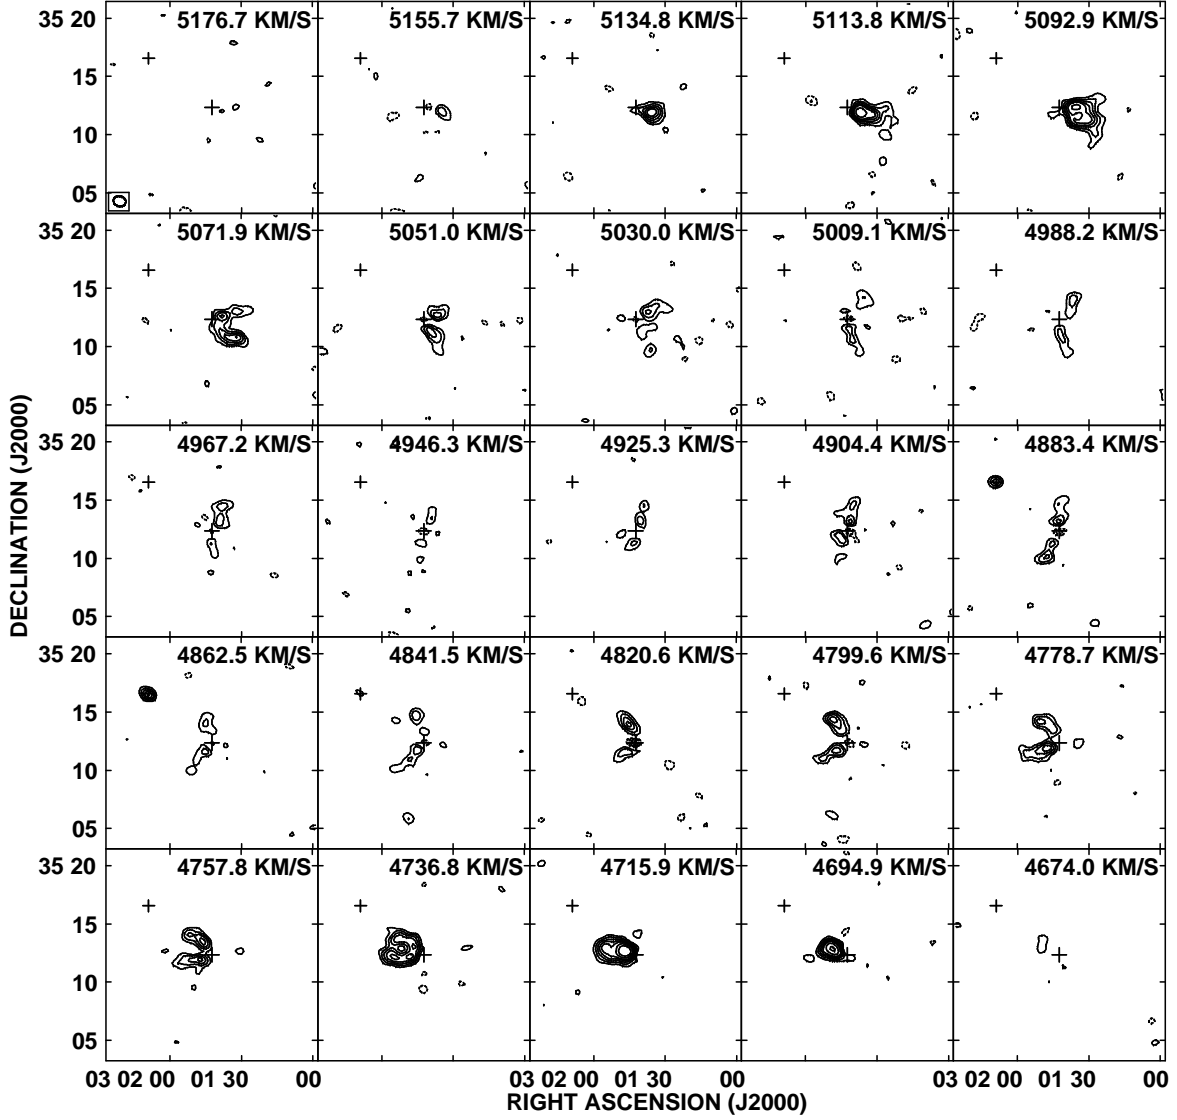 35 20
5176.7 KM/S
5155.7 KM/S
5134.8 KM/S
5113.8 KM/S
5092.9 KM/S
15
10
05
35 20
5071.9 KM/S
5051.0 KM/S
5030.0 KM/S
5009.1 KM/S
4988.2 KM/S
15
10
05
35 20
4967.2 KM/S
4946.3 KM/S
4925.3 KM/S
4904.4 KM/S
4883.4 KM/S
15
10
05
35 20
4862.5 KM/S
4841.5 KM/S
4820.6 KM/S
4799.6 KM/S
4778.7 KM/S
15
10
05
35 20
4757.8 KM/S
4736.8 KM/S
4715.9 KM/S
4694.9 KM/S
4674.0 KM/S
15
10
05
DECLINATION (J2000)
03 02 00 01 30 00
03 02 00 01 30 00
03 02 00 01 30 00
RIGHT ASCENSION (J2000)